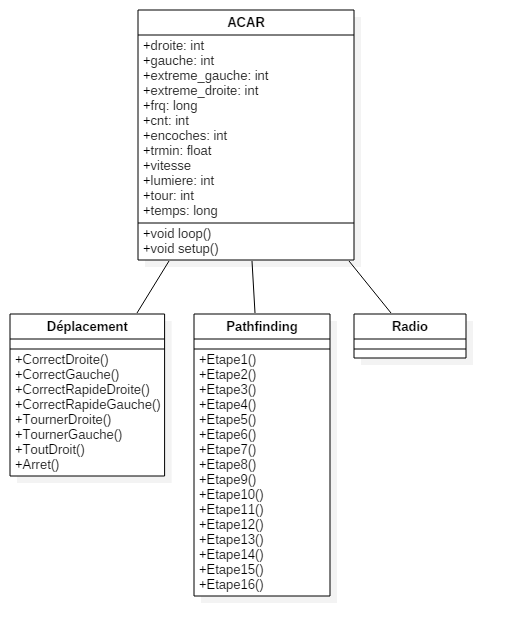 ACAR
+droite: int
+gauche: int
+extreme_gauche: int
+extreme_droite: int
+frq: long
+cnt: int
+encoches: int
+trmin: float
+vitesse
+lumiere: int
+tour: int
+temps: long
+void loop()
+void setup()
Déplacement
+CorrectDroite()
+CorrectGauche()
+CorrectRapideDroite()
+CorrectRapideGauche()
+TournerDroite()
+TournerGauche()
+ToutDroit()
+Arret()
Pathfinding
+Etape1()
+Etape2()
+Etape3()
+Etape4()
+Etape5()
+Etape6()
+Etape7()
+Etape8()
+Etape9()
+Etape10()
+Etape11()
+Etape12()
+Etape13()
+Etape14()
+Etape15()
+Etape16()
Radio